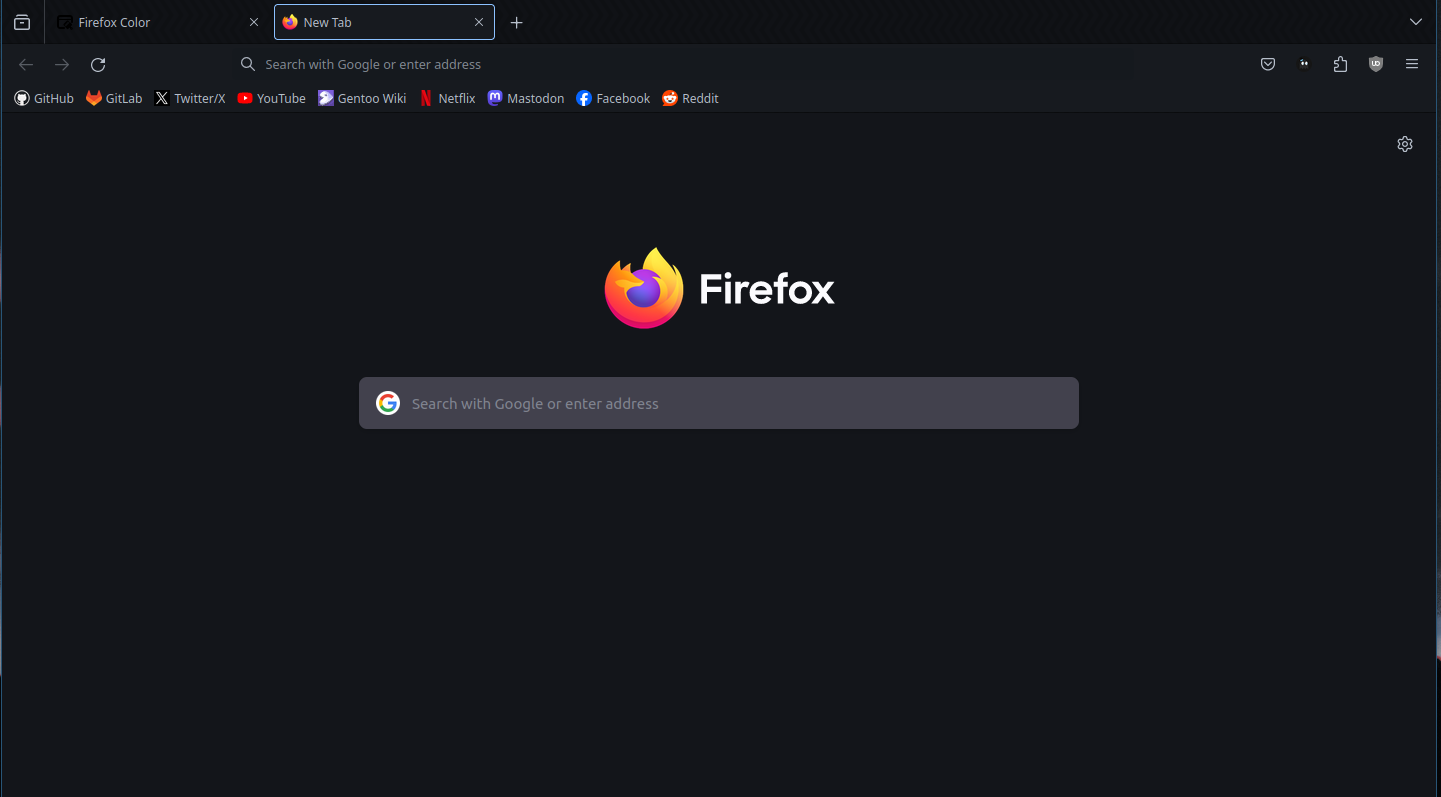 Firefox Color New Tab
Search with Google or enter address
GitHub GitLab Twitter/X YouTube Gentoo Wiki Netflix Mastodon Facebook Reddit
Firefox
Search with Google or enter address